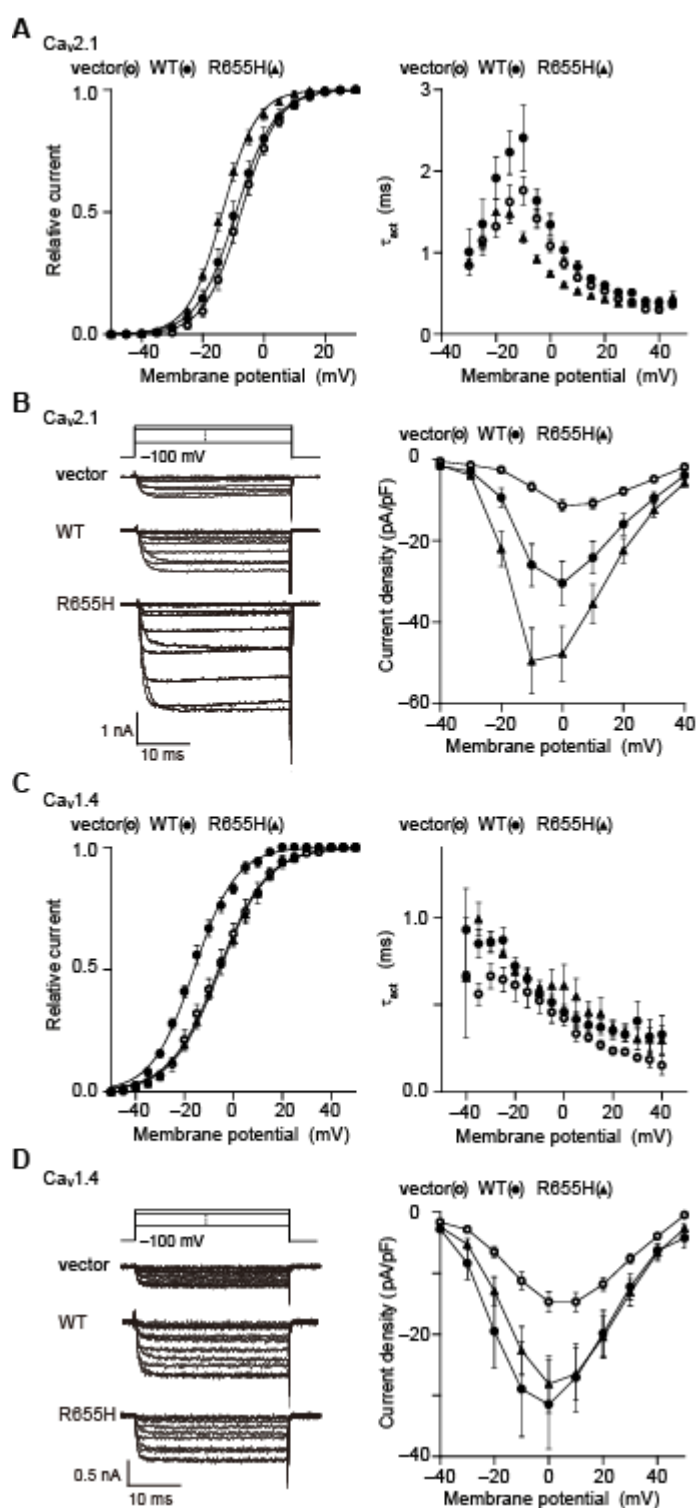 A
Cav2.1
vector(o) WT(●) R655H(▲)
1.0
0.5
0.0
Relative current
−40 −20 0 20
Membrane potential (mV)
vector(o) WT(●) R655H(▲)
3
2
1
0
τact (ms)
−40 −20 0 20 40
Membrane potential (mV)
B
Cav2.1
−100 mV
vector
WT
R655H
1 nA
10 ms
vector(o) WT(●) R655H(▲)
0
−20
−40
−60
Current density (pA/pF)
−40 −20 0 20 40
Membrane potential (mV)
C
Cav1.4
vector(o) WT(●) R655H(▲)
1.0
0.5
0.0
Relative current
−40 −20 0 20 40
Membrane potential (mV)
vector(o) WT(●) R655H(▲)
1.0
0.0
τact (ms)
−40 −20 0 20 40
Membrane potential (mV)
D
Cav1.4
−100 mV
vector
WT
R655H
0.5 nA
10 ms
vector(o) WT(●) R655H(▲)
0
−20
−40
Current density (pA/pF)
−40 −20 0 20 40
Membrane potential (mV)